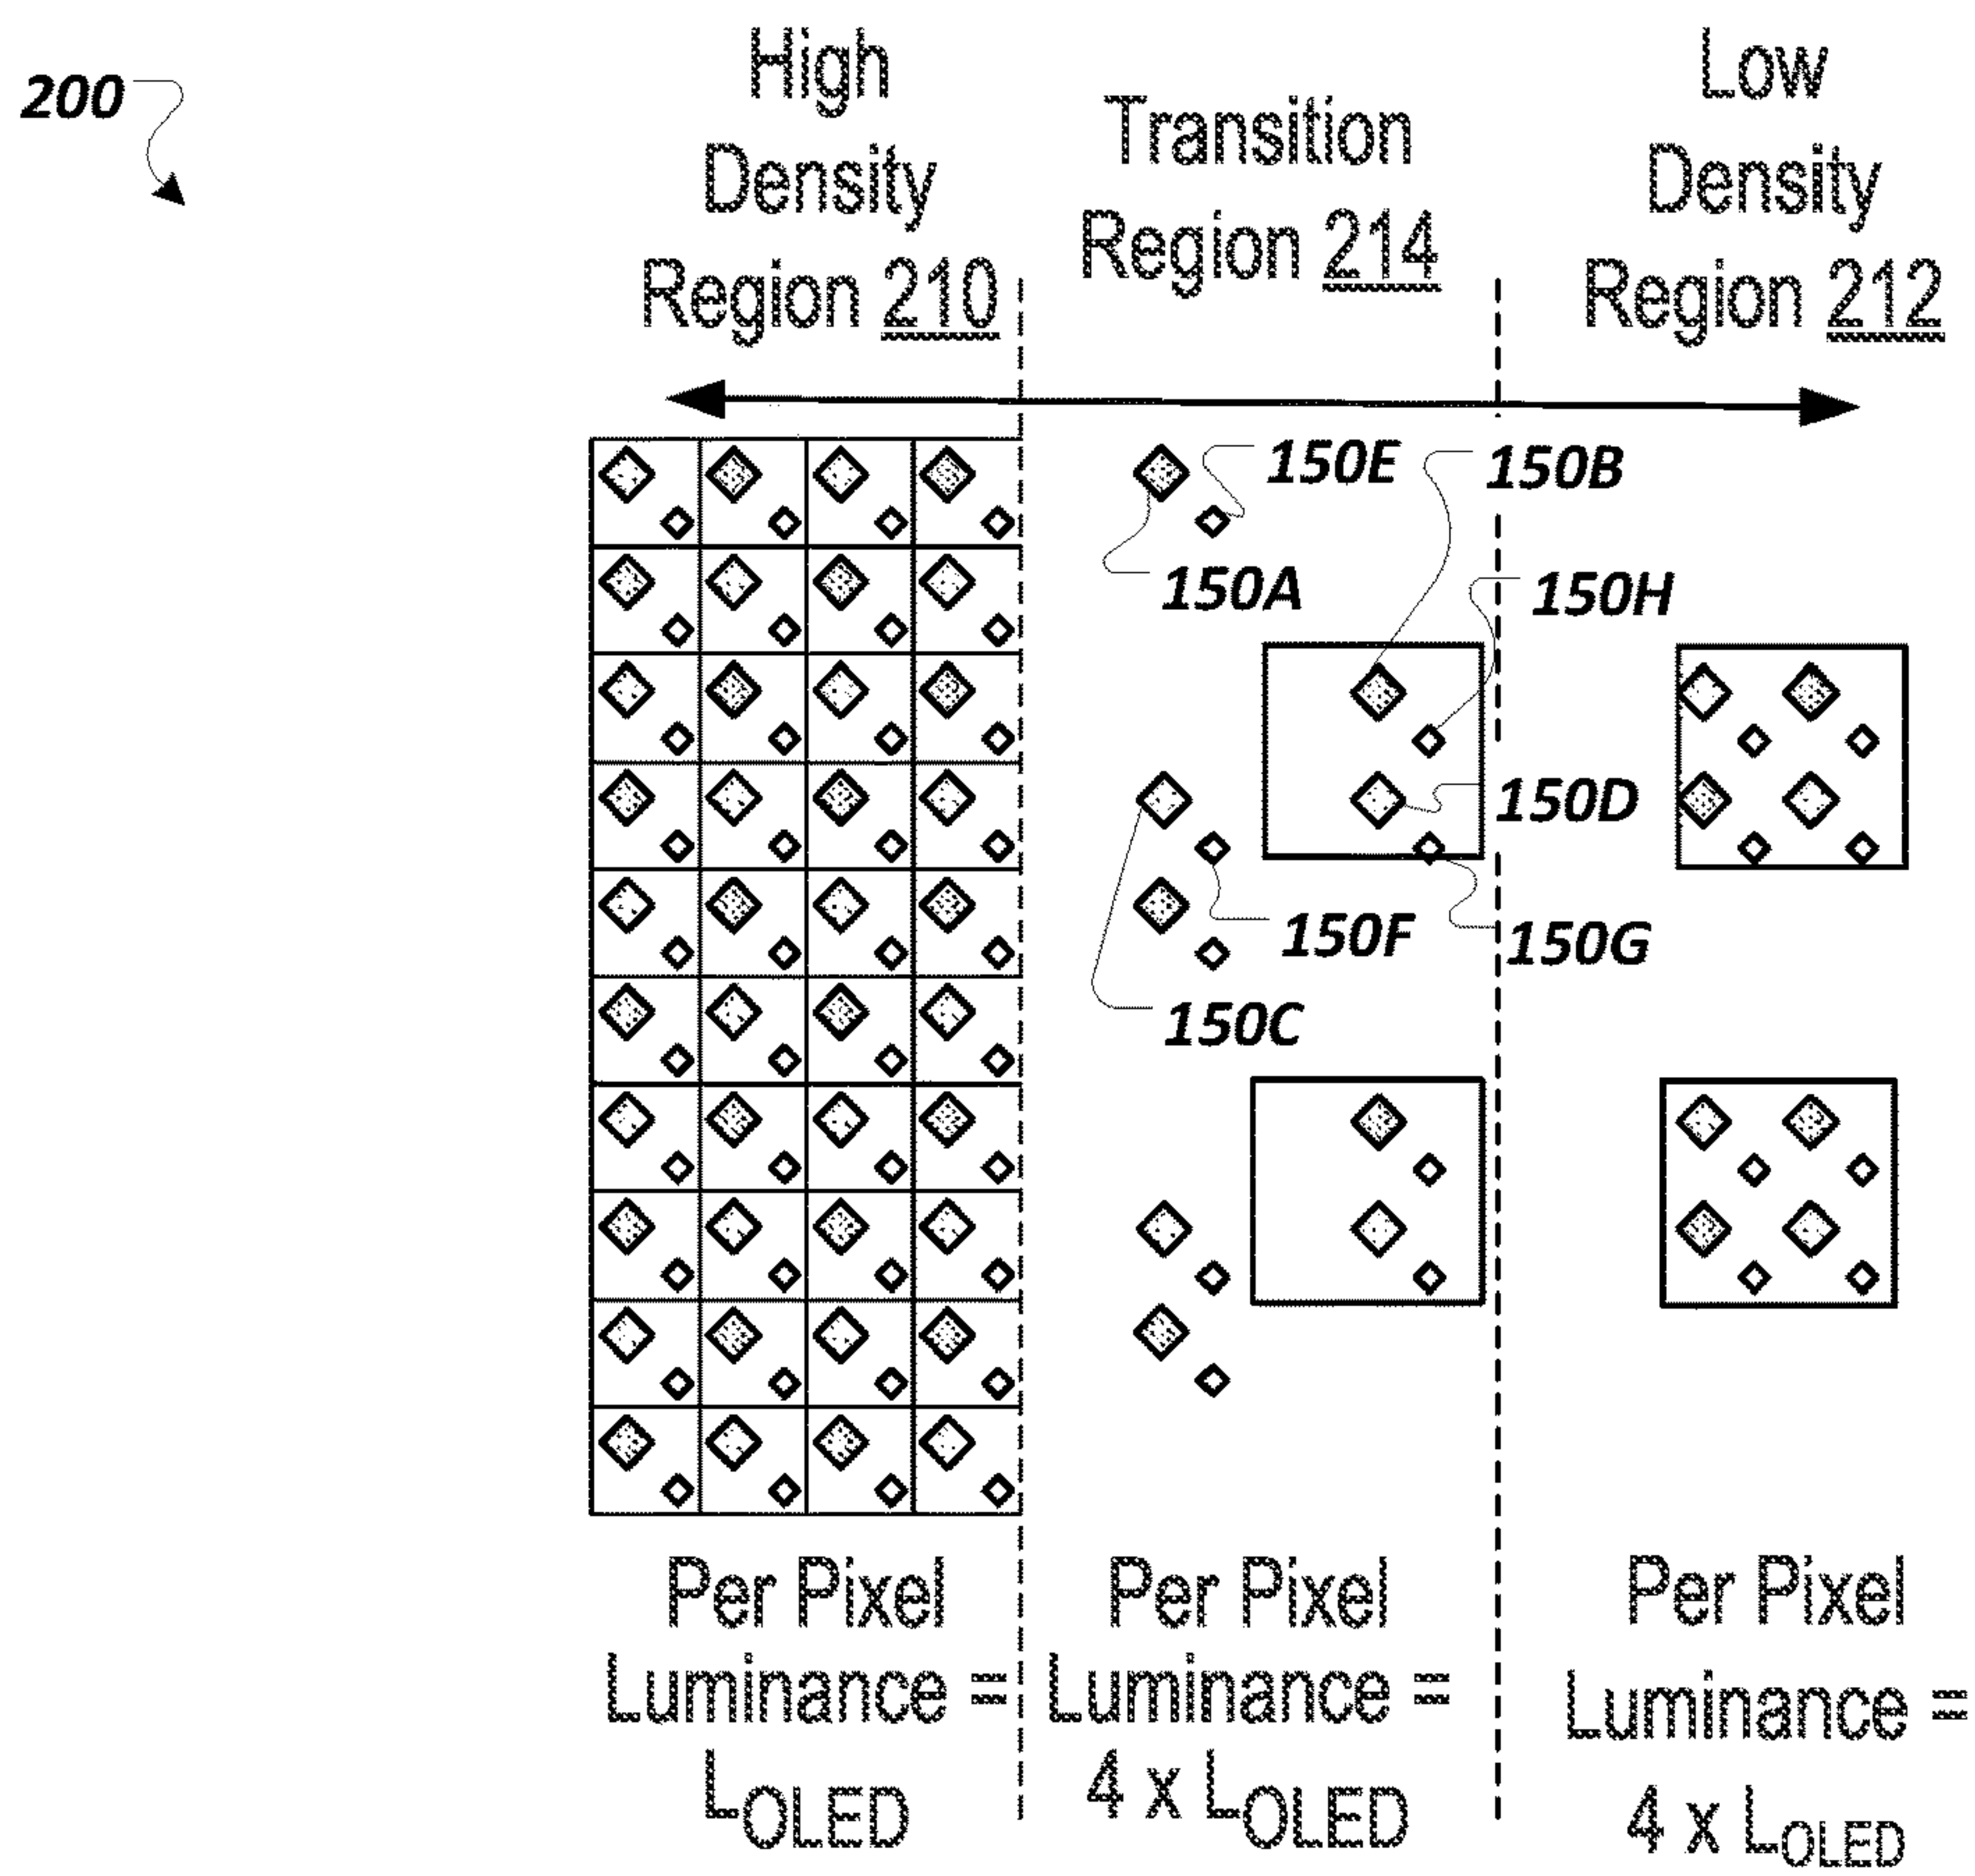 200
High
Density
Region 210
Transition
Region 214
Low
Density
Region 212
150E
150B
150A
150H
150D
150F
150G
150C
Per Pixel
Luminance =
LOLED
Per Pixel
Luminance =
4 x LOLED
Per Pixel
Luminance =
4 x LOLED